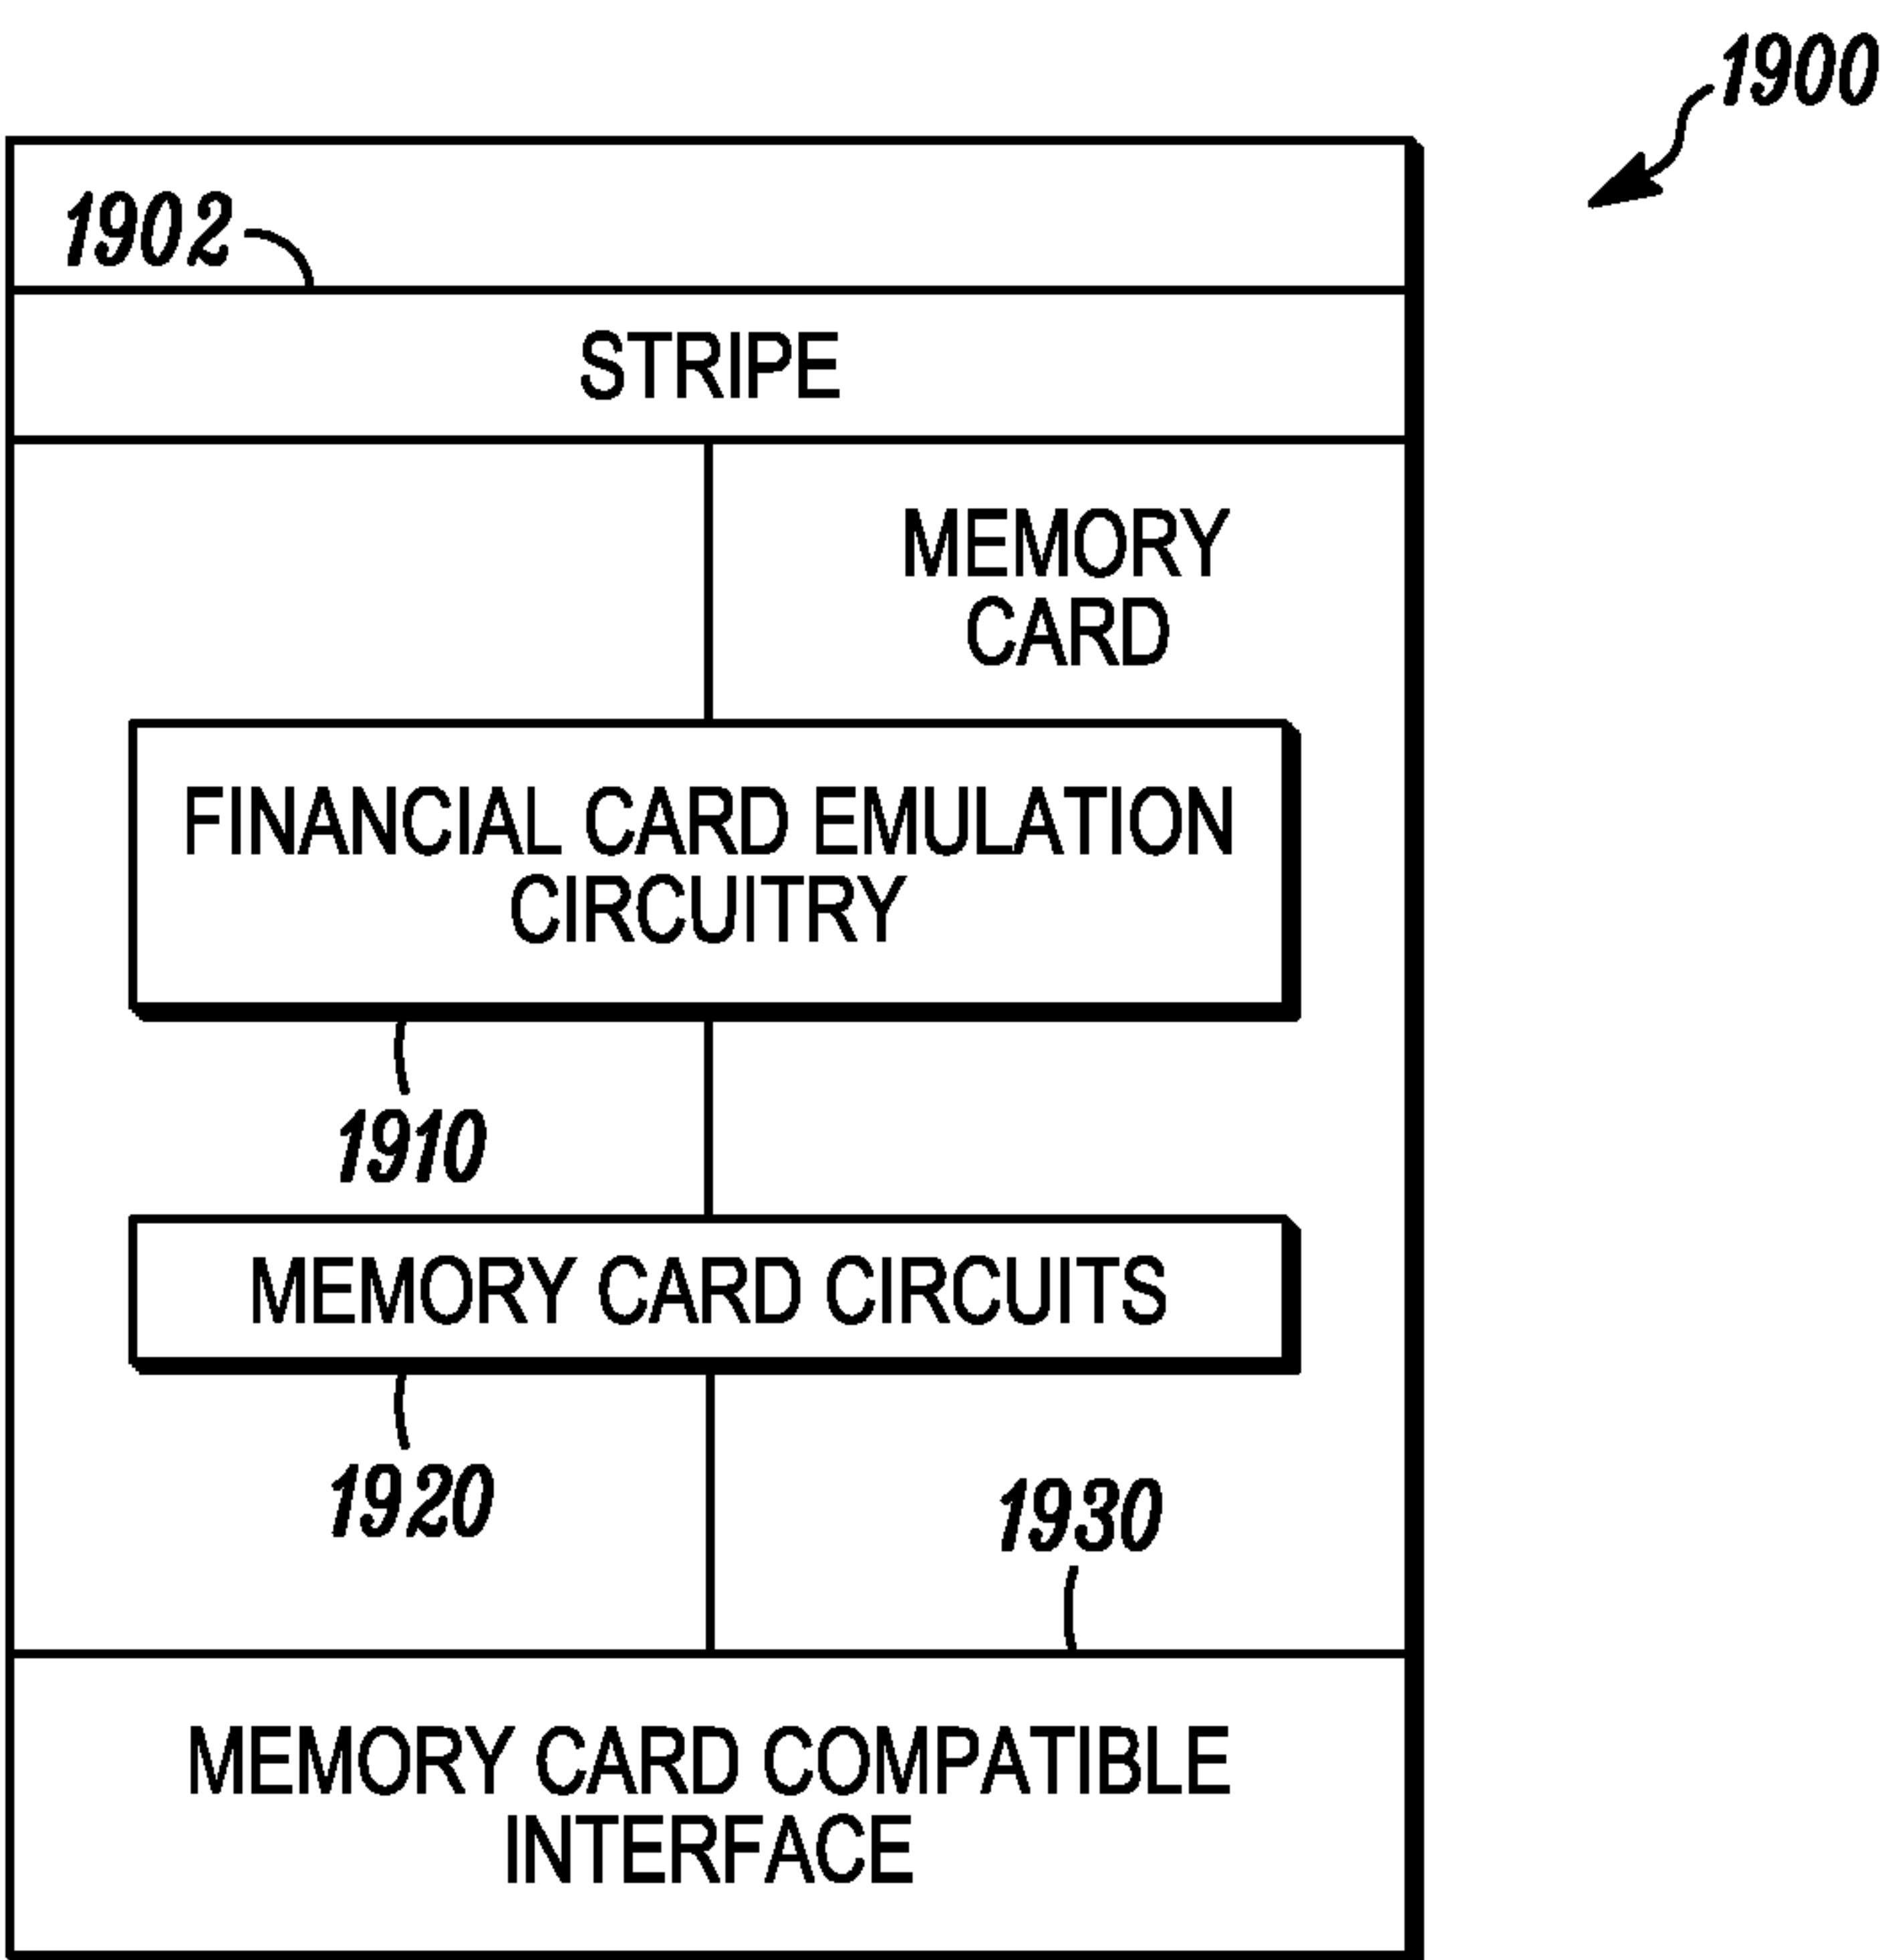 1900
1902
STRIPE
MEMORY
CARD
FINANCIAL CARD EMULATION
CIRCUITRY
1910
MEMORY CARD CIRCUITS
1920
1930
MEMORY CARD COMPATIBLE
INTERFACE